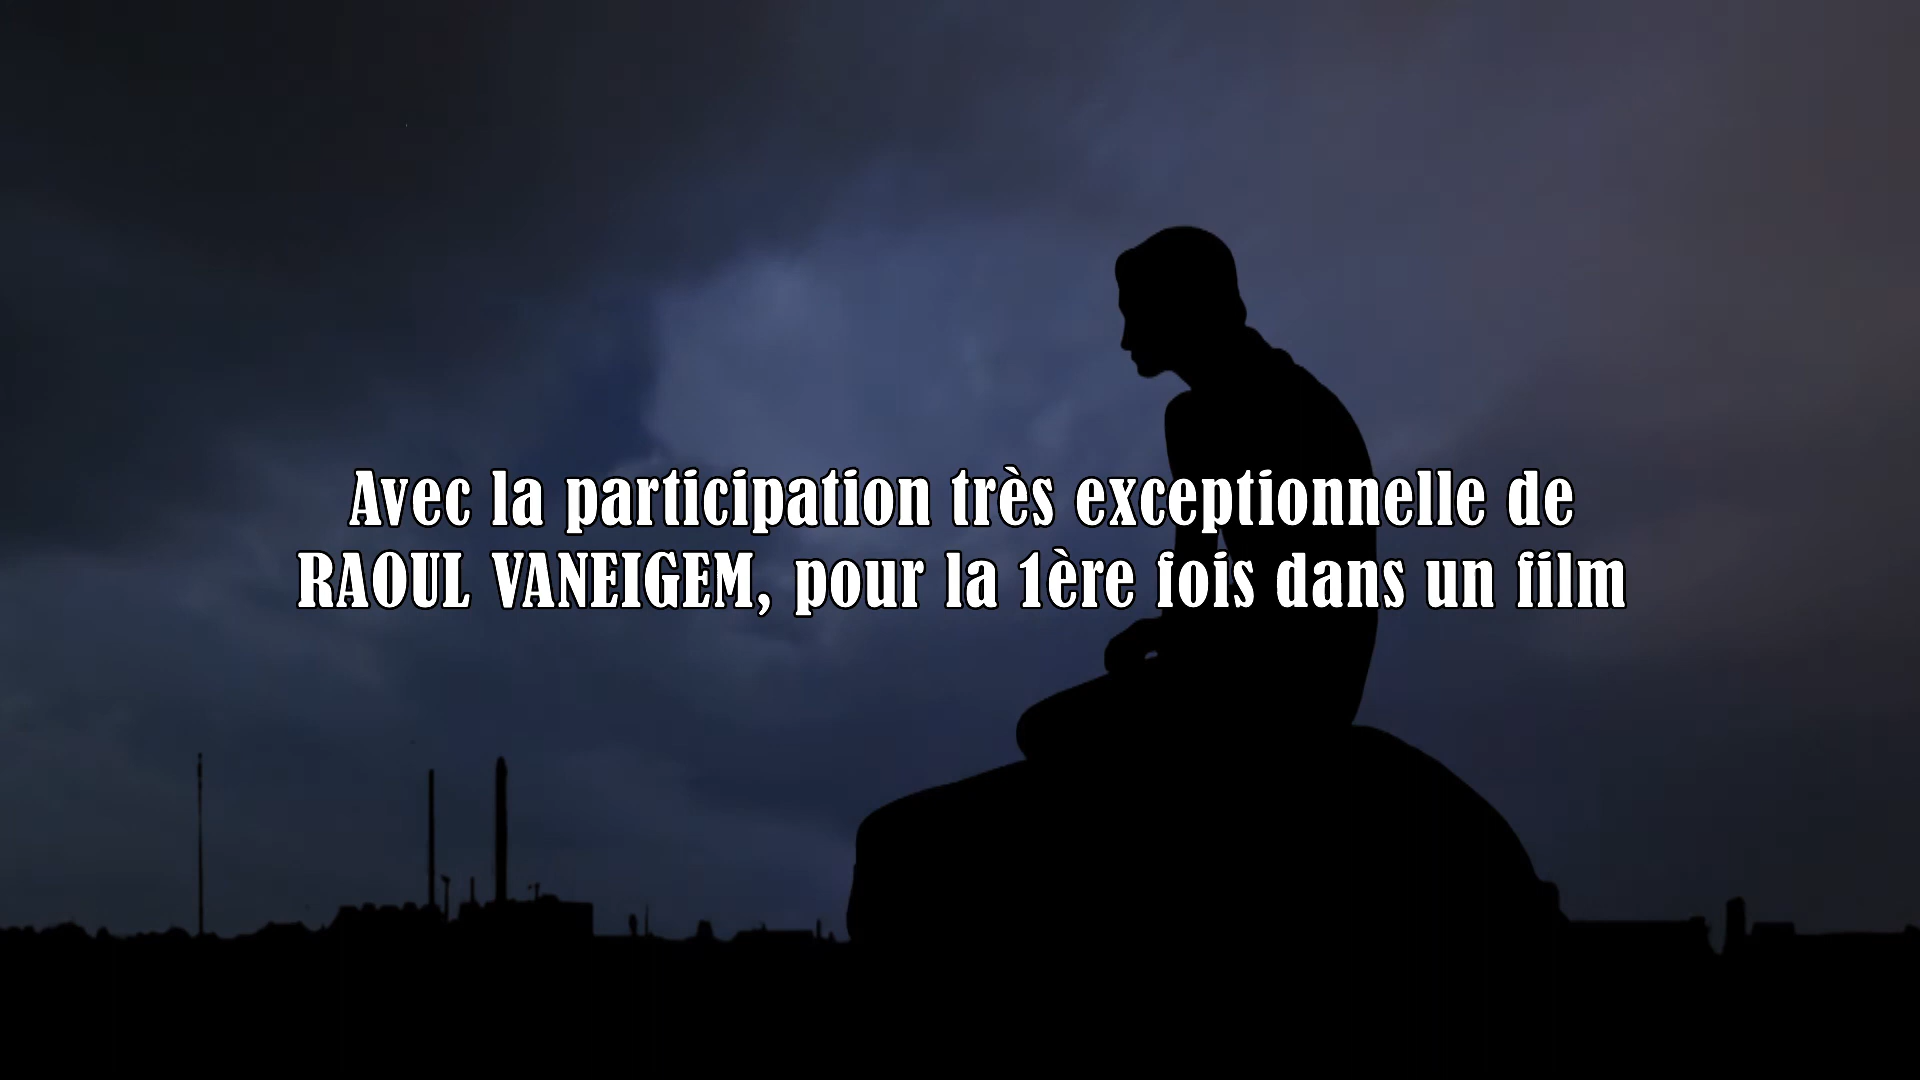 Avec la participation très exceptionnelle de
RAOUL VANEIGEM, pour la 1ère fois dans un film